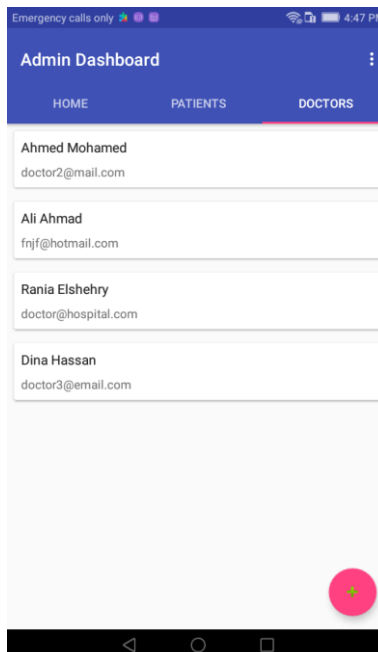 Emergency calls only
4:47 PM
Admin Dashboard
HOME
PATIENTS
DOCTORS
Ahmed Mohamed
doctor2@mail.com
Ali Ahmad
fnjf@hotmail.com
Rania Elshehry
doctor@hospital.com
Dina Hassan
doctor3@email.com